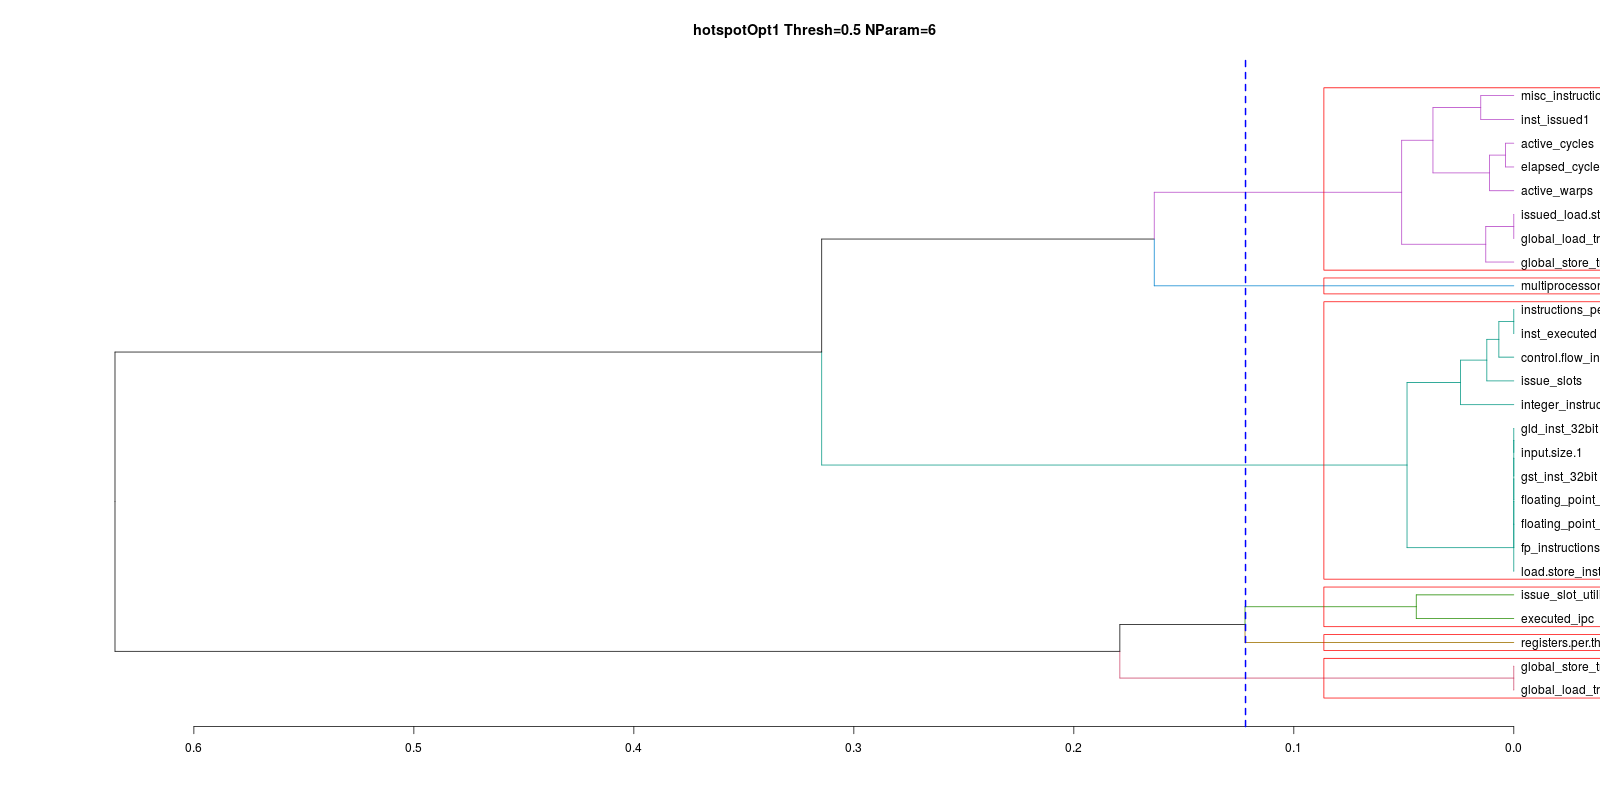 hotspotOpt1 Thresh=0.5 NParam=6
misc_instructio
inst_issued1
active_cycles
elapsed_cycle
active_warps
issued_load.st
global_load_tr
global_store_t
multiprocessor
instructions_pe
inst_executed
control.flow_in
issue_slots
integer_instruc
gld_inst_32bit
input.size.1
gst_inst_32bit
floating_point_
floating_point_
fp_instructions
load.store_inst
issue_slot_util
executed_ipc
registers.per.th
global_store_t
global_load_tr
0.6 0.5 0.4 0.3 0.2 0.1 0.0